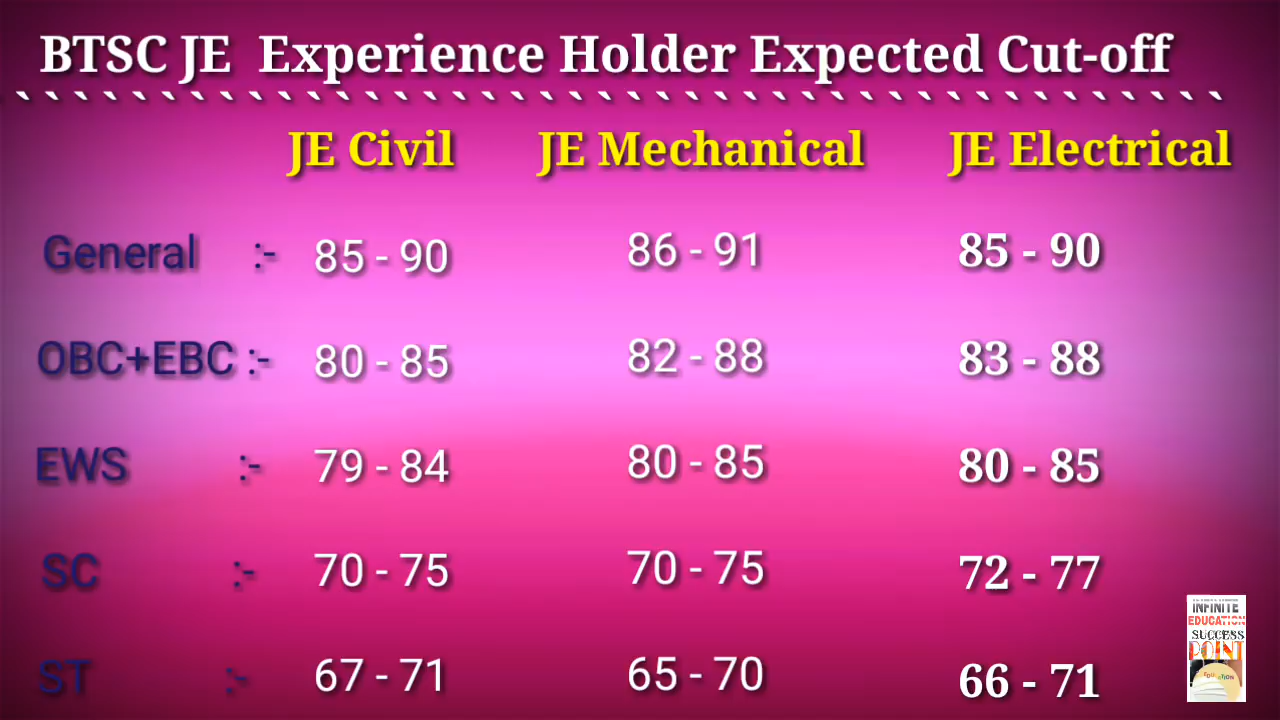 BTSC JE Experience Holder Expected Cut-off
JE Civil JE Mechanical JE Electrical
General :- 85 - 90 86 - 91 85 - 90
OBC+EBC :- 80 - 85 82 - 88 83 - 88
EWS :- 79 - 84 80 - 85 80 - 85
SC :- 70 - 75 70 - 75 72 - 77
ST :- 67 - 71 65 - 70 66 - 71
INFINITE
EDUCATION
SUCCESS
POINT